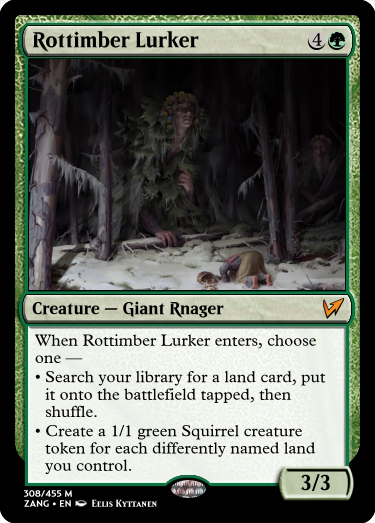 Rottimber Lurker
4
Creature — Giant Rnager
When Rottimber Lurker enters, choose
one —
• Search your library for a land card, put
it onto the battlefield tapped, then
shuffle.
• Create a 1/1 green Squirrel creature
token for each differently named land
you control.
3/3
308/455 M
ZANG • EN Eelis Kyttanen